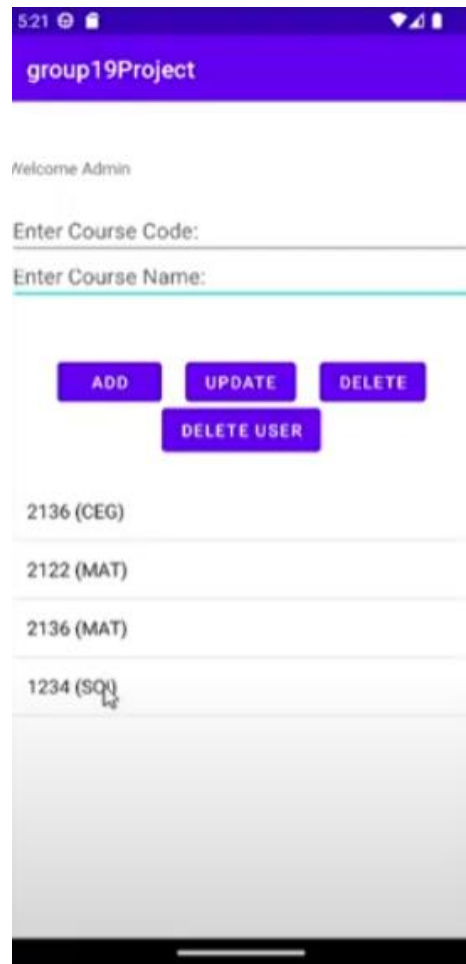 5:21
group19Project
Welcome Admin
Enter Course Code:
Enter Course Name:
ADD UPDATE DELETE
DELETE USER
2136 (CEG)
2122 (MAT)
2136 (MAT)
1234